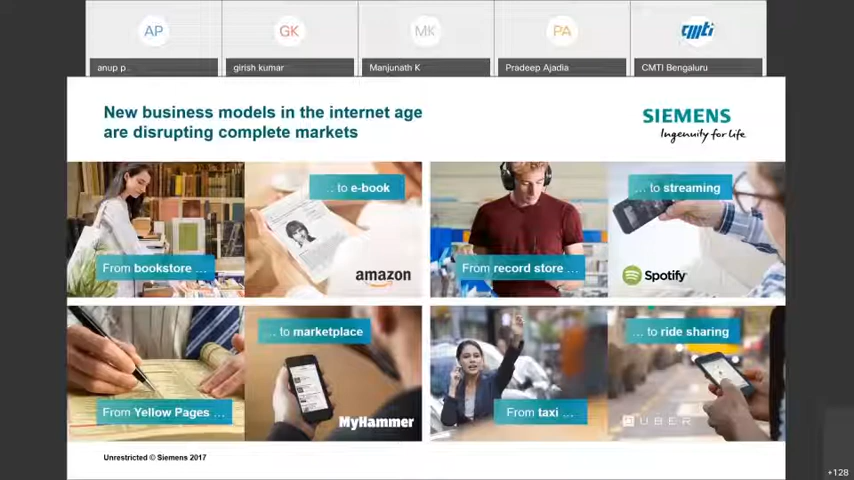 AP
GK
MK
PA
cmti
anup p..
girish kumar
Manjunath K
Pradeep Ajadia
CMTI Bengaluru
New business models in the internet age
are disrupting complete markets
SIEMENS
Ingenuity for life
From bookstore ...
... to e-book
amazon
From record store ...
... to streaming
Spotify
From Yellow Pages ...
... to marketplace
MyHammer
From taxi ...
... to ride sharing
UBER
Unrestricted © Siemens 2017
+128